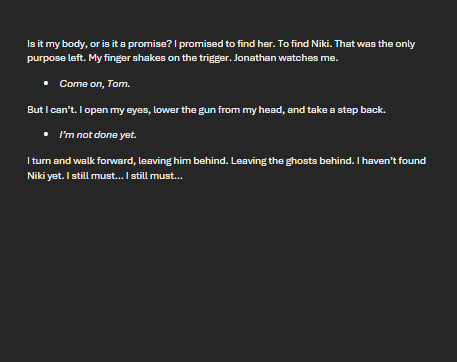 Is it my body, or is it a promise? I promised to find her. To find Niki. That was the only
purpose left. My finger shakes on the trigger. Jonathan watches me.
• Come on, Tom.
But I can’t. I open my eyes, lower the gun from my head, and take a step back.
• I’m not done yet.
I turn and walk forward, leaving him behind. Leaving the ghosts behind. I haven’t found
Niki yet. I still must... I still must...